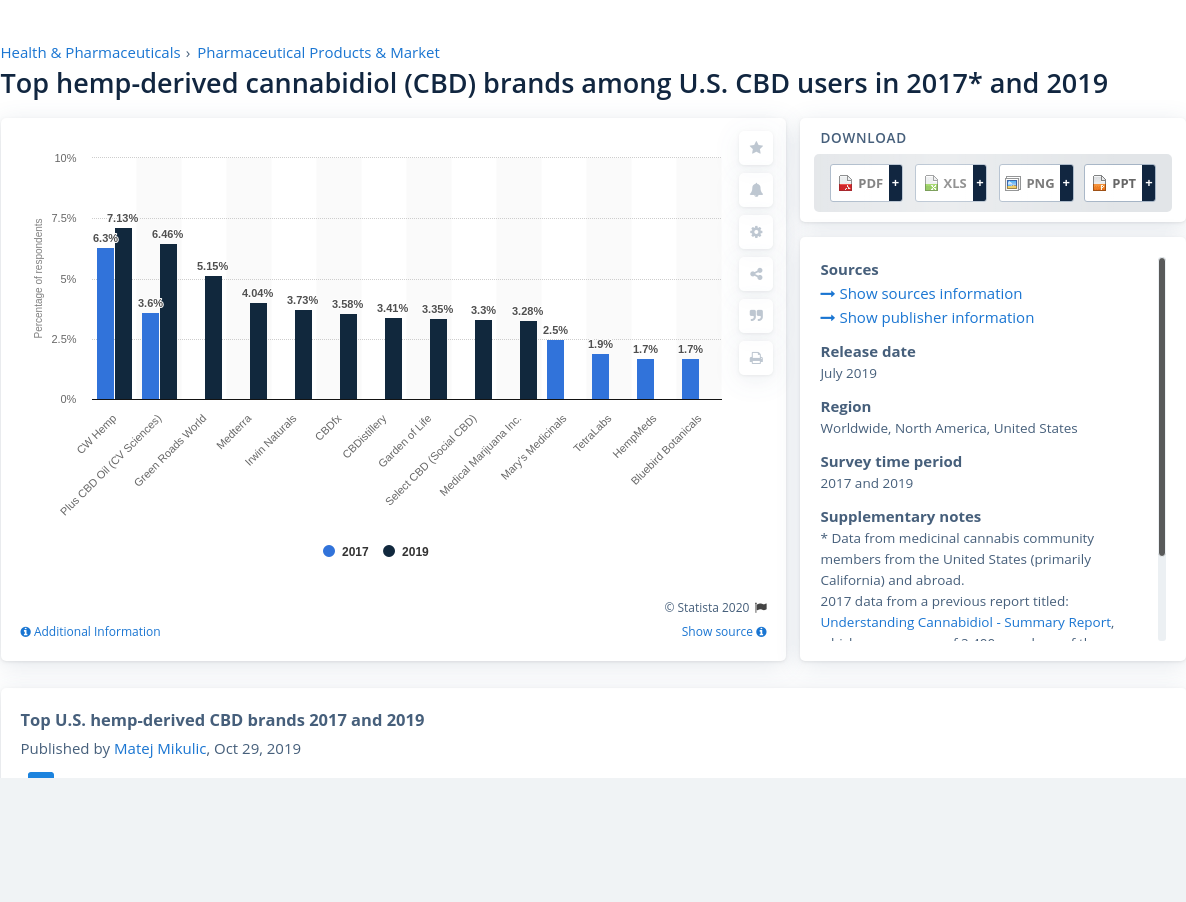 Health & Pharmaceuticals › Pharmaceutical Products & Market
Top hemp-derived cannabidiol (CBD) brands among U.S. CBD users in 2017* and 2019
10%
7.5%
5%
2.5%
0%
Percentage of respondents
6.3%
7.13%
3.6%
6.46%
5.15%
4.04%
3.73%
3.58%
3.41%
3.35%
3.3%
3.28%
2.5%
1.9%
1.7%
1.7%
CW Hemp
Plus CBD Oil (CV Sciences)
Green Roads World
Medterra
Irwin Naturals
CBDfx
CBDistillery
Garden of Life
Select CBD (Social CBD)
Medical Marijuana Inc.
Mary's Medicinals
TetraLabs
HempMeds
Bluebird Botanicals
2017
2019
© Statista 2020
Additional Information
Show source
DOWNLOAD
PDF +
XLS +
PNG +
PPT +
Sources
Show sources information
Show publisher information
Release date
July 2019
Region
Worldwide, North America, United States
Survey time period
2017 and 2019
Supplementary notes
* Data from medicinal cannabis community
members from the United States (primarily
California) and abroad.
2017 data from a previous report titled:
Understanding Cannabidiol - Summary Report,
Top U.S. hemp-derived CBD brands 2017 and 2019
Published by Matej Mikulic, Oct 29, 2019